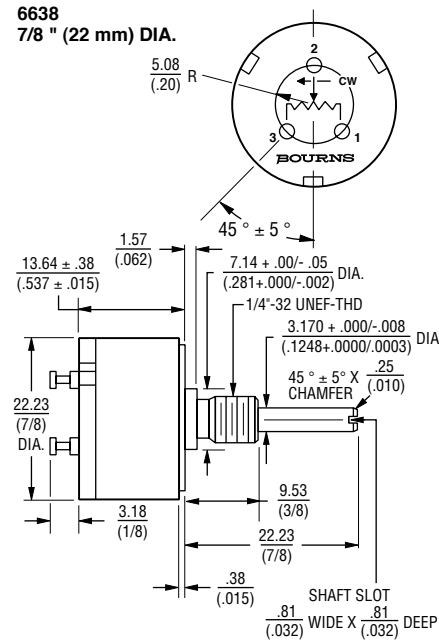 6638
7/8 " (22 mm) DIA.
5.08
(.20)
R
2
CW
3
1
BOURNS
45 ° ± 5 °
1.57
(.062)
13.64 ± .38
(.537 ± .015)
7.14 + .00/- .05
(.281+.000/-.002)
DIA.
1/4"-32 UNEF-THD
3.170 + .000/-.008
(.1248+.0000/.0003)
DIA
45 ° ± 5° X .25
(.010)
CHAMFER
22.23
(7/8)
DIA.
3.18
(1/8)
9.53
(3/8)
22.23
(7/8)
.38
(.015)
SHAFT SLOT
.81 WIDE X .81 DEEP
(.032) (.032)